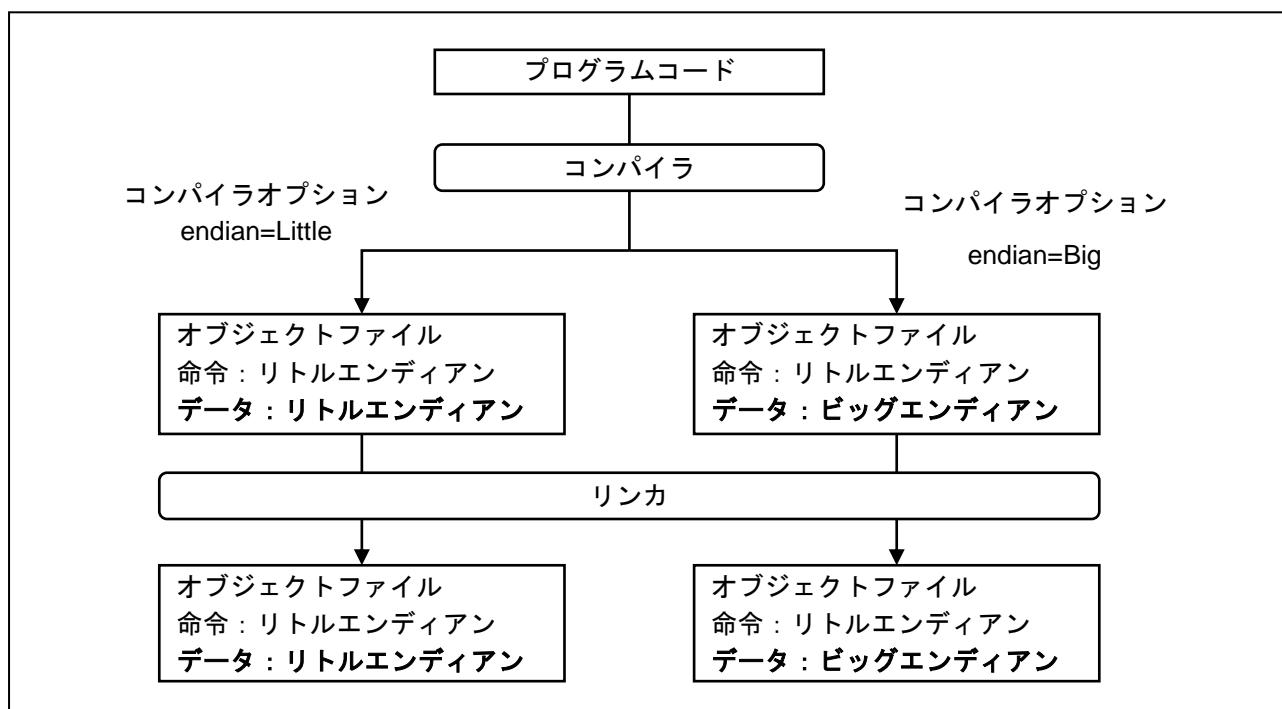 プログラムコード
コンパイラ
コンパイラオプション
endian=Little
コンパイラオプション
endian=Big
オブジェクトファイル
命令：リトルエンディアン
データ：リトルエンディアン
オブジェクトファイル
命令：リトルエンディアン
データ：ビッグエンディアン
リンカ
オブジェクトファイル
命令：リトルエンディアン
データ：リトルエンディアン
オブジェクトファイル
命令：リトルエンディアン
データ：ビッグエンディアン